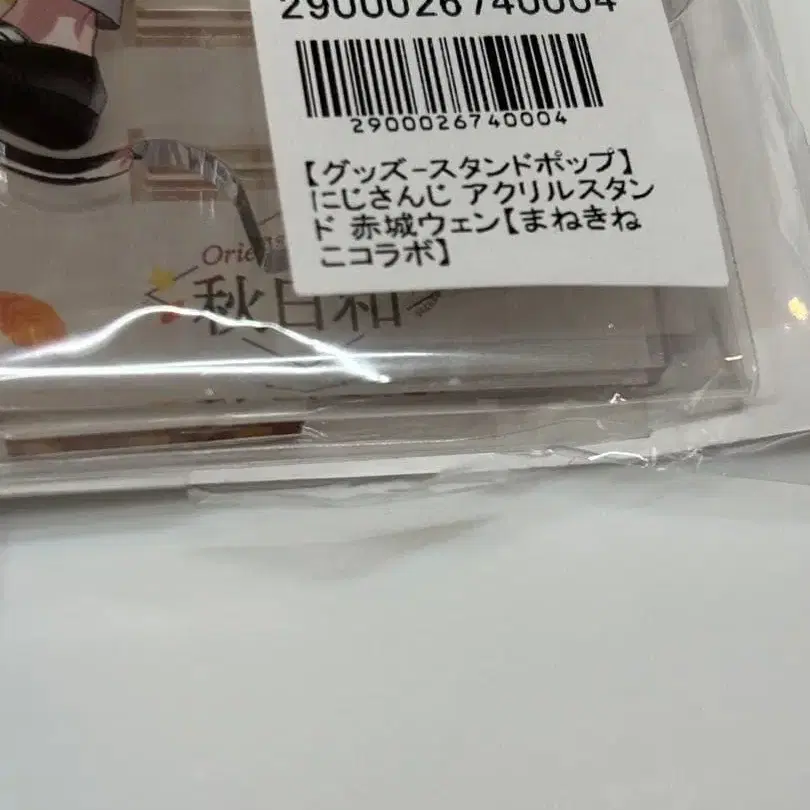 2900026740004
2900026740004
【グッズ-スタンドポップ】
にじさんじ アクリルスタン
ド 赤城ウェン【まねきね
こコラボ】
Oriens
秋日和